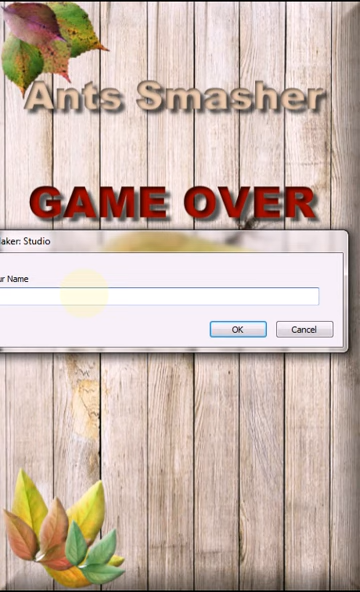 Ants Smasher
GAME OVER
aker: Studio
ur Name
OK
Cancel